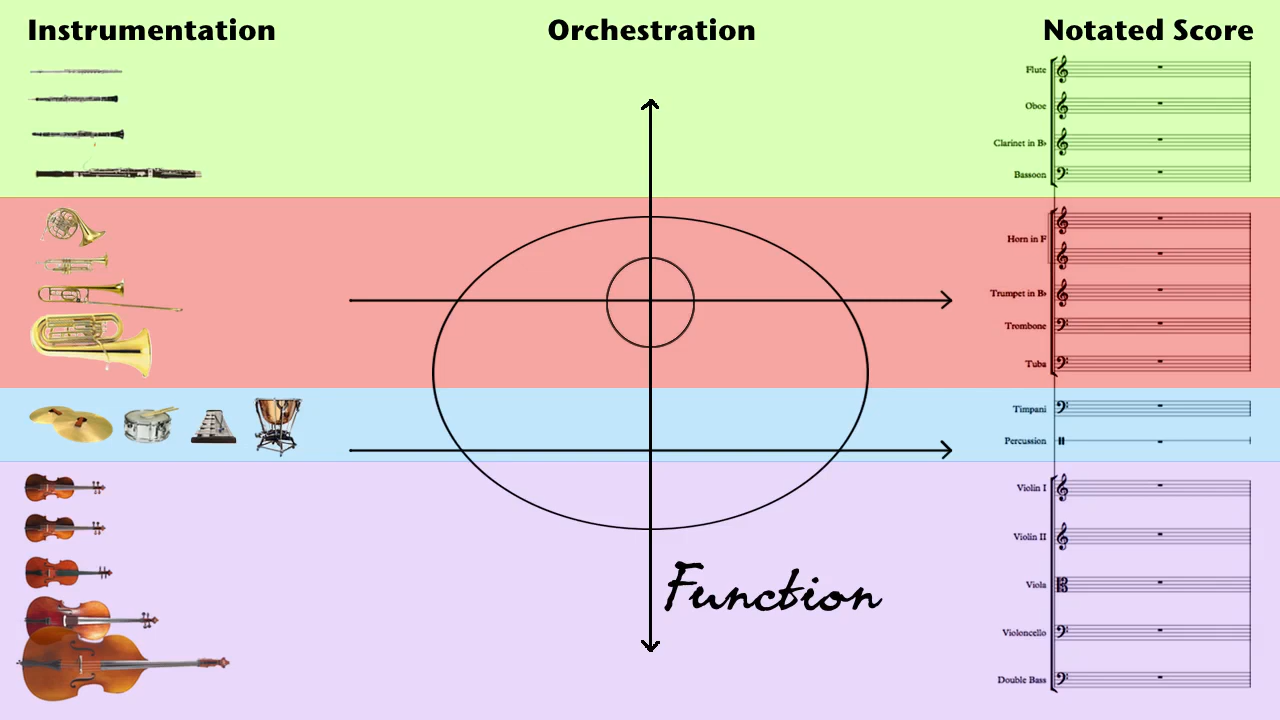 Instrumentation
Orchestration
Notated Score
Flute
Oboe
Clarinet in B♭
Bassoon
Horn in F
Trumpet in B♭
Trombone
Tuba
Timpani
Percussion
Violin I
Violin II
Viola
Violoncello
Double Bass
Function